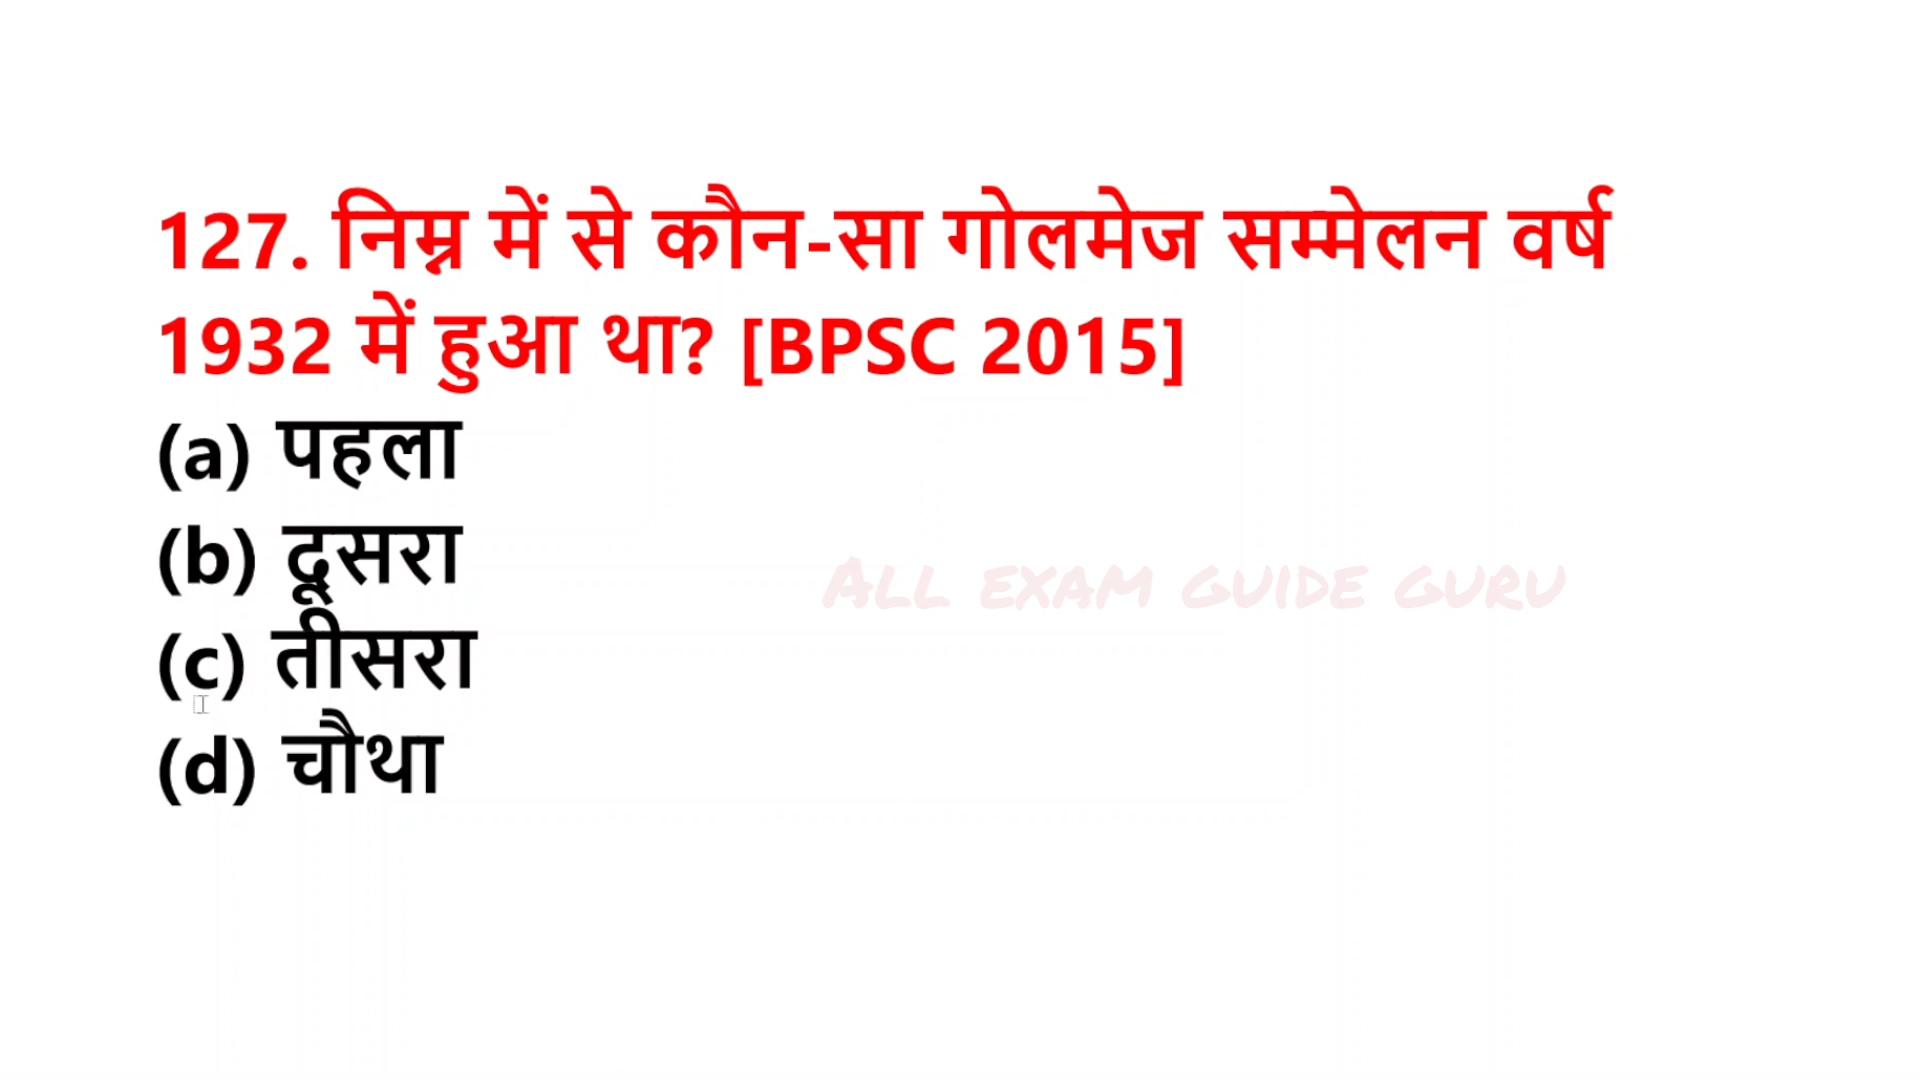 127. निम्न में से कौन-सा गोलमेज सम्मेलन वर्ष
1932 में हुआ था? [BPSC 2015]
(a) पहला
(b) दूसरा
All exam guide guru
(c) तीसरा
(d) चौथा